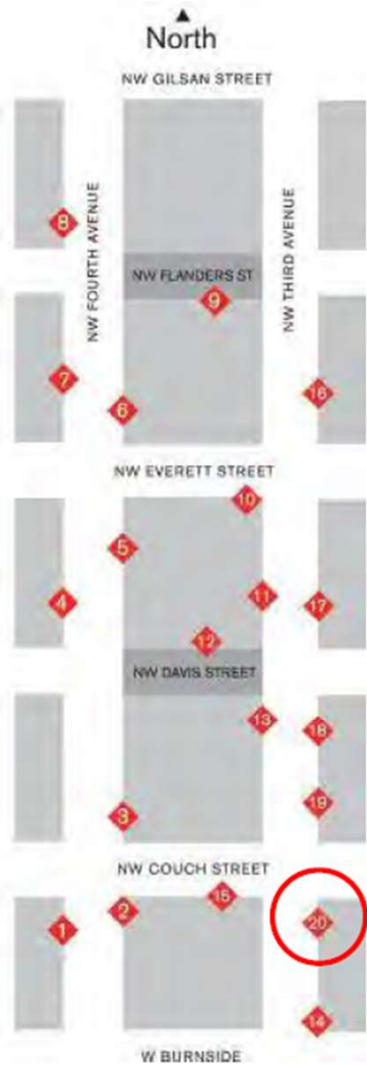 North
NW GILSAN STREET
NW FOURTH AVENUE
NW THIRD AVENUE
8
NW FLANDERS ST
9
7
6
16
NW EVERETT STREET
10
5
4
11
17
12
NW DAVIS STREET
13
18
19
3
NW COUCH STREET
15
2
1
20
14
W BURNSIDE